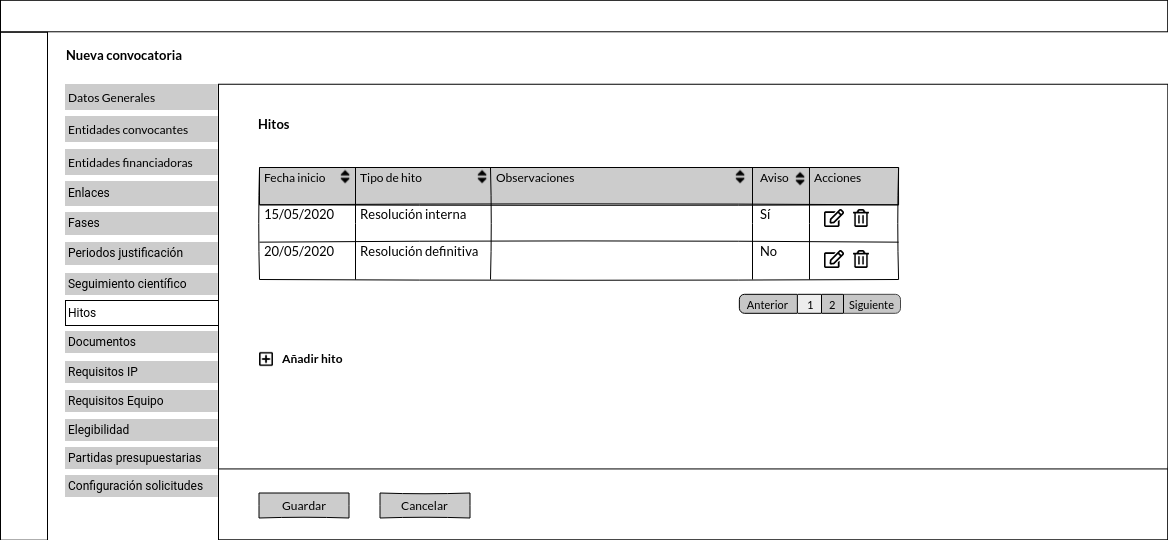 Nueva convocatoria
Datos Generales
Entidades convocantes
Entidades financiadoras
Enlaces
Fases
Periodos justificación
Seguimiento científico
Hitos
Documentos
Requisitos IP
Requisitos Equipo
Elegibilidad
Partidas presupuestarias
Configuración solicitudes
Hitos
Fecha inicio Tipo de hito Observaciones Aviso Acciones
15/05/2020 Resolución interna Sí
20/05/2020 Resolución definitiva No
Anterior 1 2 Siguiente
Añadir hito
Guardar Cancelar